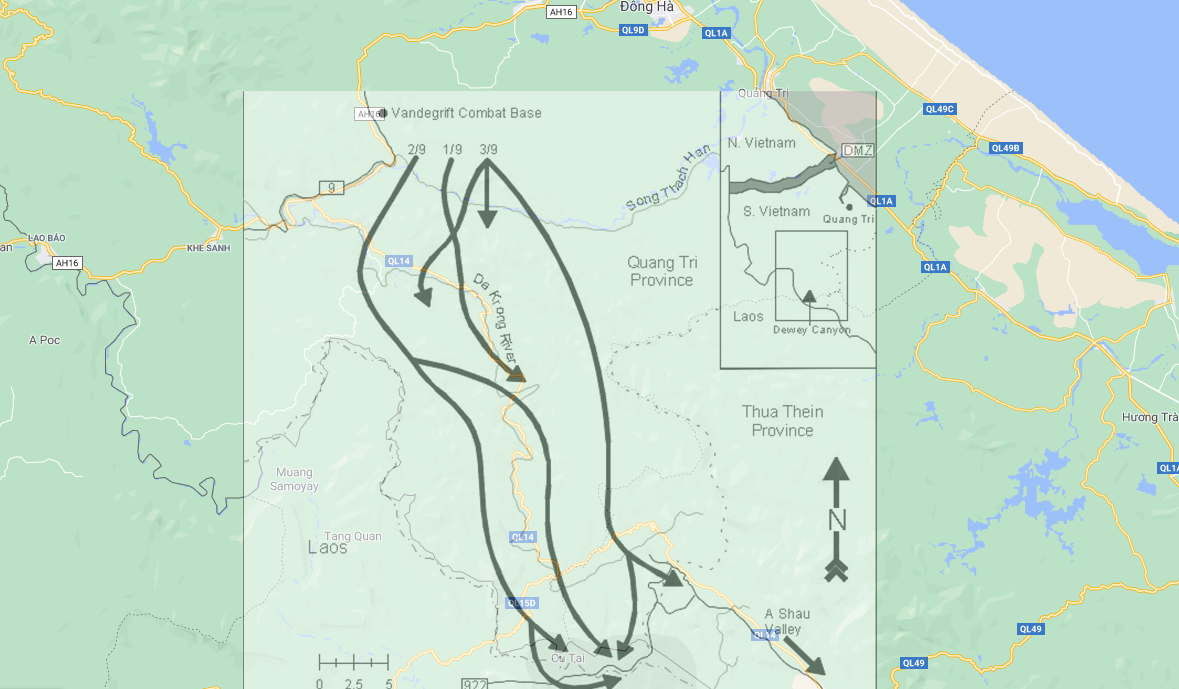 Đông Hà
AH16
QL9D
QL1A
Quảng Trị
AH16
Vandegrift Combat Base
QL49C
2/9 1/9 3/9
N. Vietnam
DMZ
QL49B
Song Thach Han
9
QL1A
S. Vietnam
Quang Tri
LAO BẢO
KHE SANH
AH16
QL14
Quang Tri
Province
QL1A
Da Krong River
Laos
Dewey Canyon
A Poc
Thua Thein
Province
Hương Trà
QL1A
Muang
Samoyay
N
Tang Quan
Laos
QL14
QL15D
A Shau
Valley
QL14
QL49
QL49
Cu Tai
0 2.5 5
922